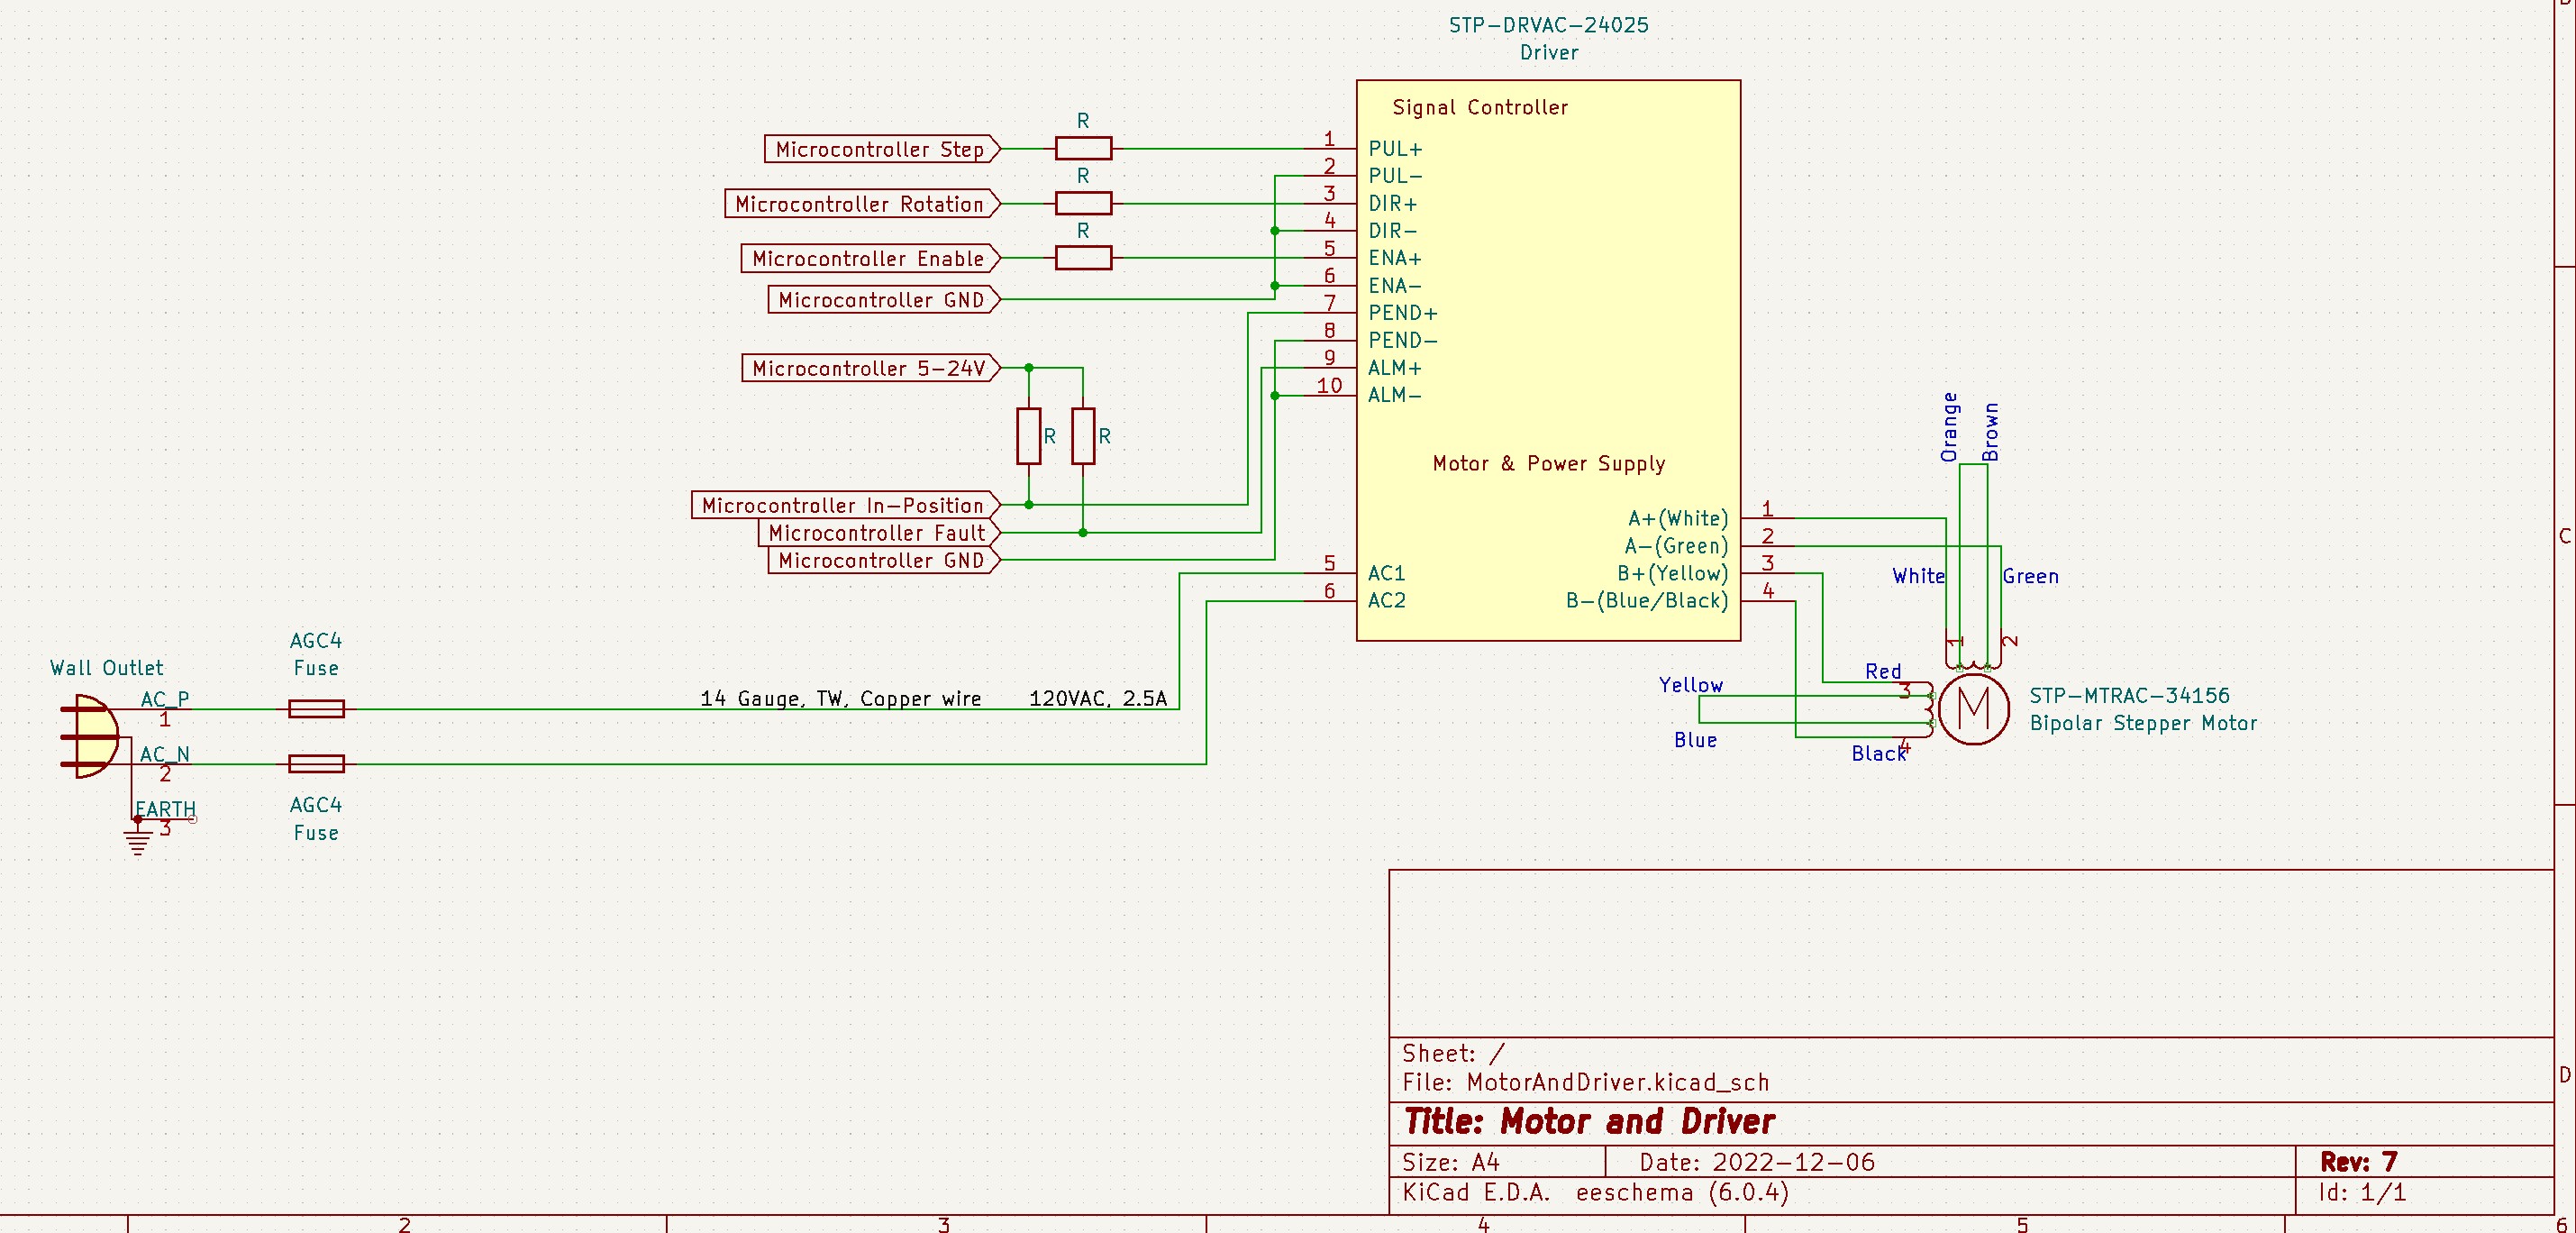 STP-DRVAC-24025
Driver
Signal Controller
R
Microcontroller Step
1
PUL+
2
PUL-
R
Microcontroller Rotation
3
DIR+
4
DIR-
R
Microcontroller Enable
5
ENA+
6
ENA-
Microcontroller GND
7
PEND+
8
PEND-
Microcontroller 5-24V
9
ALM+
10
ALM-
R
R
Motor & Power Supply
Orange
Brown
Microcontroller In-Position
Microcontroller Fault
Microcontroller GND
A+(White)
1
A-(Green)
2
5
AC1
B+(Yellow)
3
6
AC2
B-(Blue/Black)
4
White
Green
1
2
AGC4
Fuse
Wall Outlet
AC_P
1
14 Gauge, TW, Copper wire
120VAC, 2.5A
Red
3
Yellow
M
STP-MTRAC-34156
Bipolar Stepper Motor
Blue
Black
4
AC_N
2
EARTH
3
AGC4
Fuse
C
Sheet: /
File: MotorAndDriver.kicad_sch
D
Title: Motor and Driver
Size: A4
Date: 2022-12-06
Rev: 7
KiCad E.D.A. eeschema (6.0.4)
Id: 1/1
2
3
4
5
6